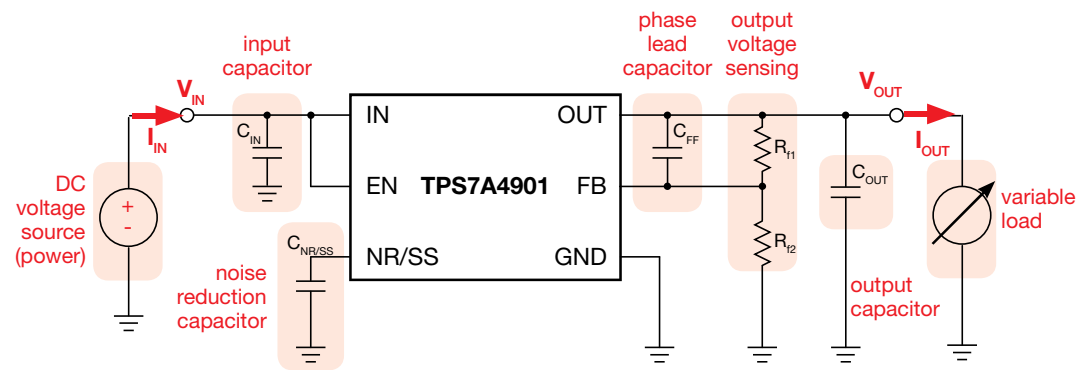 input
capacitor
phase
lead
capacitor
output
voltage
sensing
V_IN
I_IN
C_IN
IN
OUT
C_FF
R_f1
V_OUT
I_OUT
EN
TPS7A4901
FB
C_OUT
DC
voltage
source
(power)
+
-
variable
load
C_NR/SS
NR/SS
GND
R_f2
noise
reduction
capacitor
output
capacitor